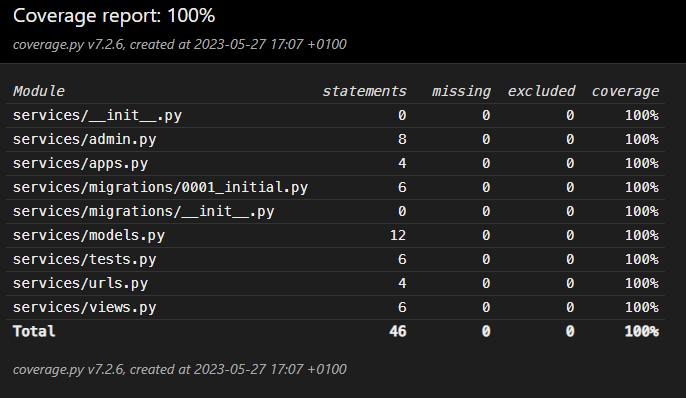 Coverage report: 100%
coverage.py v7.2.6, created at 2023-05-27 17:07 +0100
Module statements missing excluded coverage
services/__init__.py 0 0 0 100%
services/admin.py 8 0 0 100%
services/apps.py 4 0 0 100%
services/migrations/0001_initial.py 6 0 0 100%
services/migrations/__init__.py 0 0 0 100%
services/models.py 12 0 0 100%
services/tests.py 6 0 0 100%
services/urls.py 4 0 0 100%
services/views.py 6 0 0 100%
Total 46 0 0 100%
coverage.py v7.2.6, created at 2023-05-27 17:07 +0100